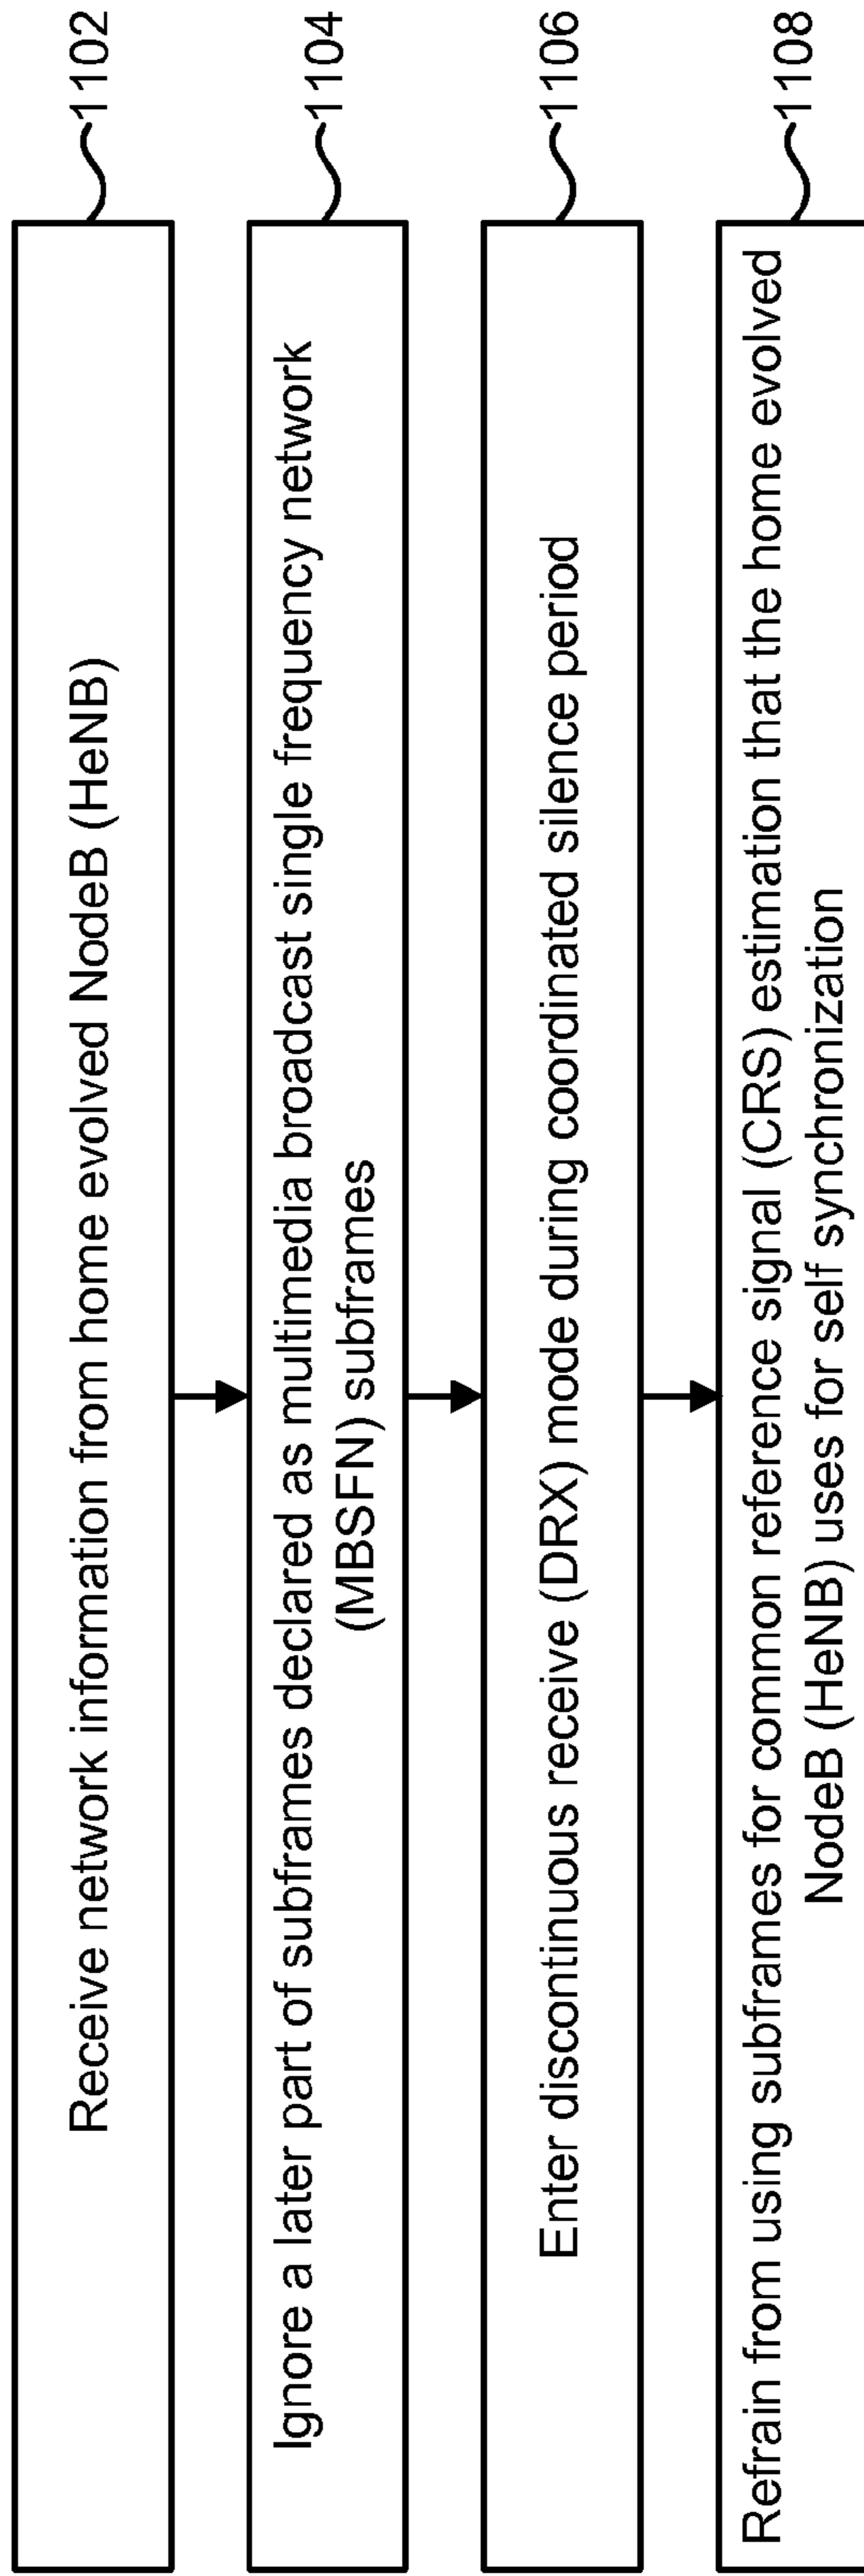 Receive network information from home evolved NodeB (HeNB)
1102
Ignore a later part of subframes declared as multimedia broadcast single frequency network
(MBSFN) subframes
1104
Enter discontinuous receive (DRX) mode during coordinated silence period
1106
Refrain from using subframes for common reference signal (CRS) estimation that the home evolved
NodeB (HeNB) uses for self synchronization
1108